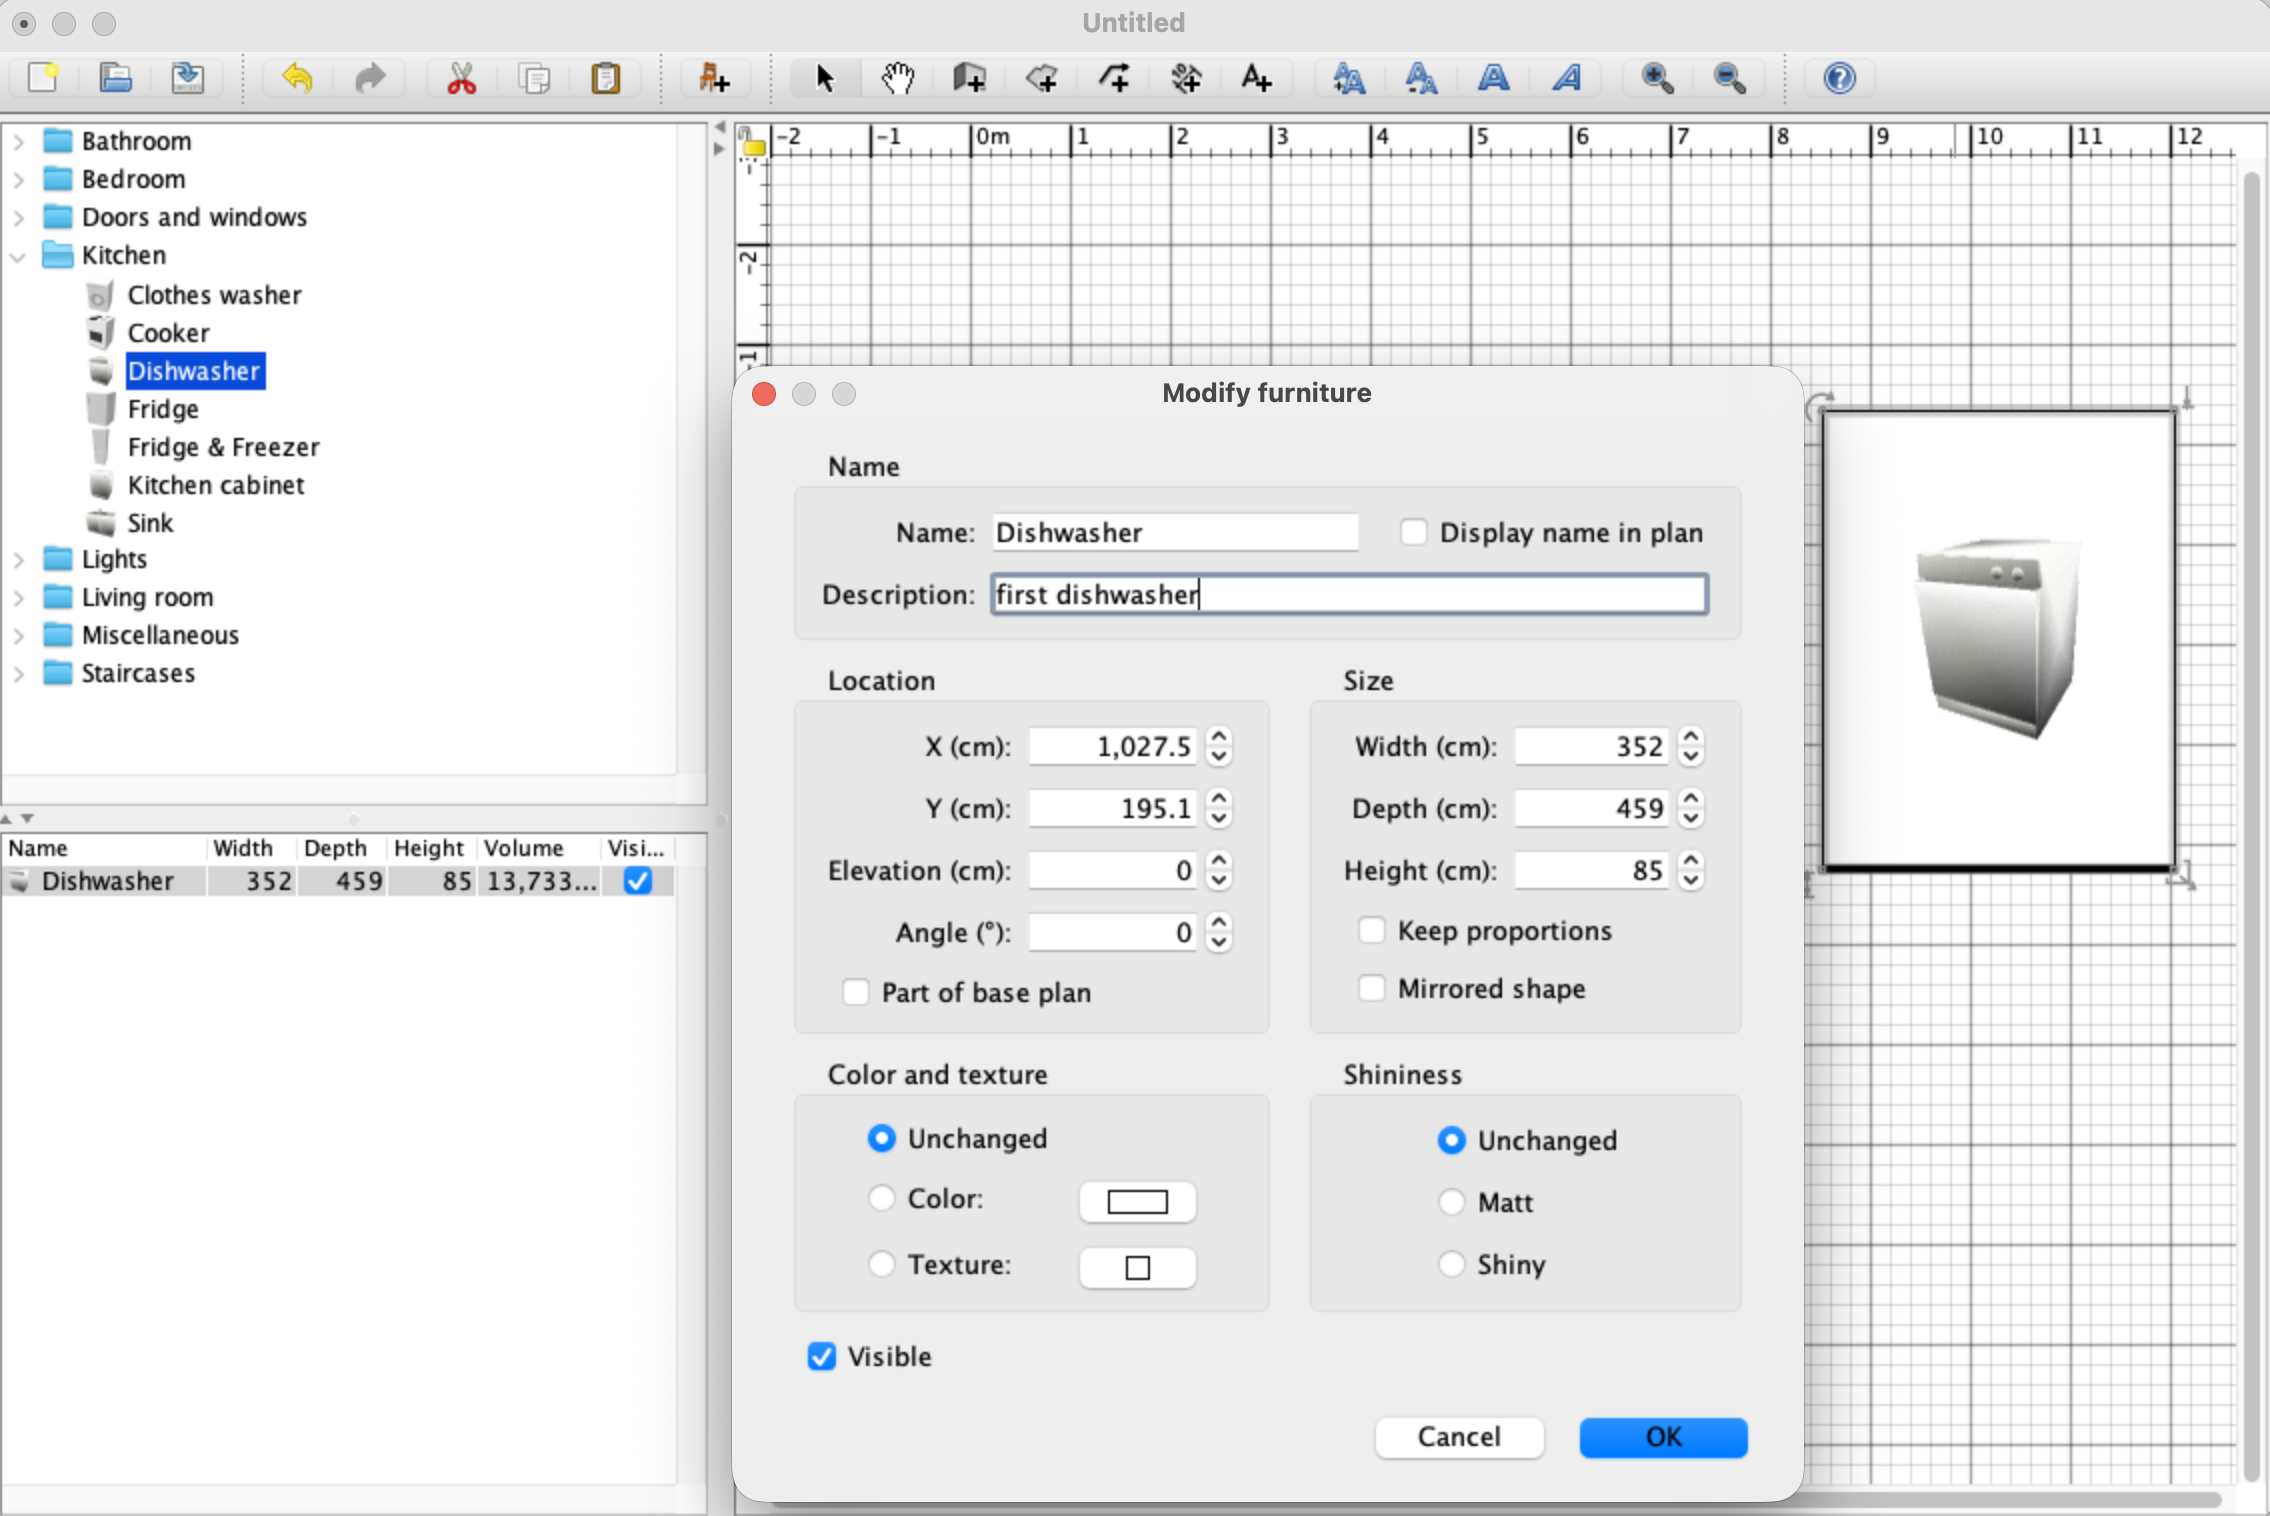 Untitled
Bathroom
Bedroom
Doors and windows
Kitchen
Clothes washer
Cooker
Dishwasher
Fridge
Fridge & Freezer
Kitchen cabinet
Sink
Lights
Living room
Miscellaneous
Staircases
Name Width Depth Height Volume Visi...
Dishwasher 352 459 85 13,733...
-2 -1 0m 1 2 3 4 5 6 7 8 9 10 11 12
-2
-1
Modify furniture
Name
Name: Dishwasher Display name in plan
Description: first dishwasher
Location
X (cm): 1,027.5
Y (cm): 195.1
Elevation (cm): 0
Angle (°): 0
Part of base plan
Size
Width (cm): 352
Depth (cm): 459
Height (cm): 85
Keep proportions
Mirrored shape
Color and texture
Unchanged
Color:
Texture:
Shininess
Unchanged
Matt
Shiny
Visible
Cancel OK